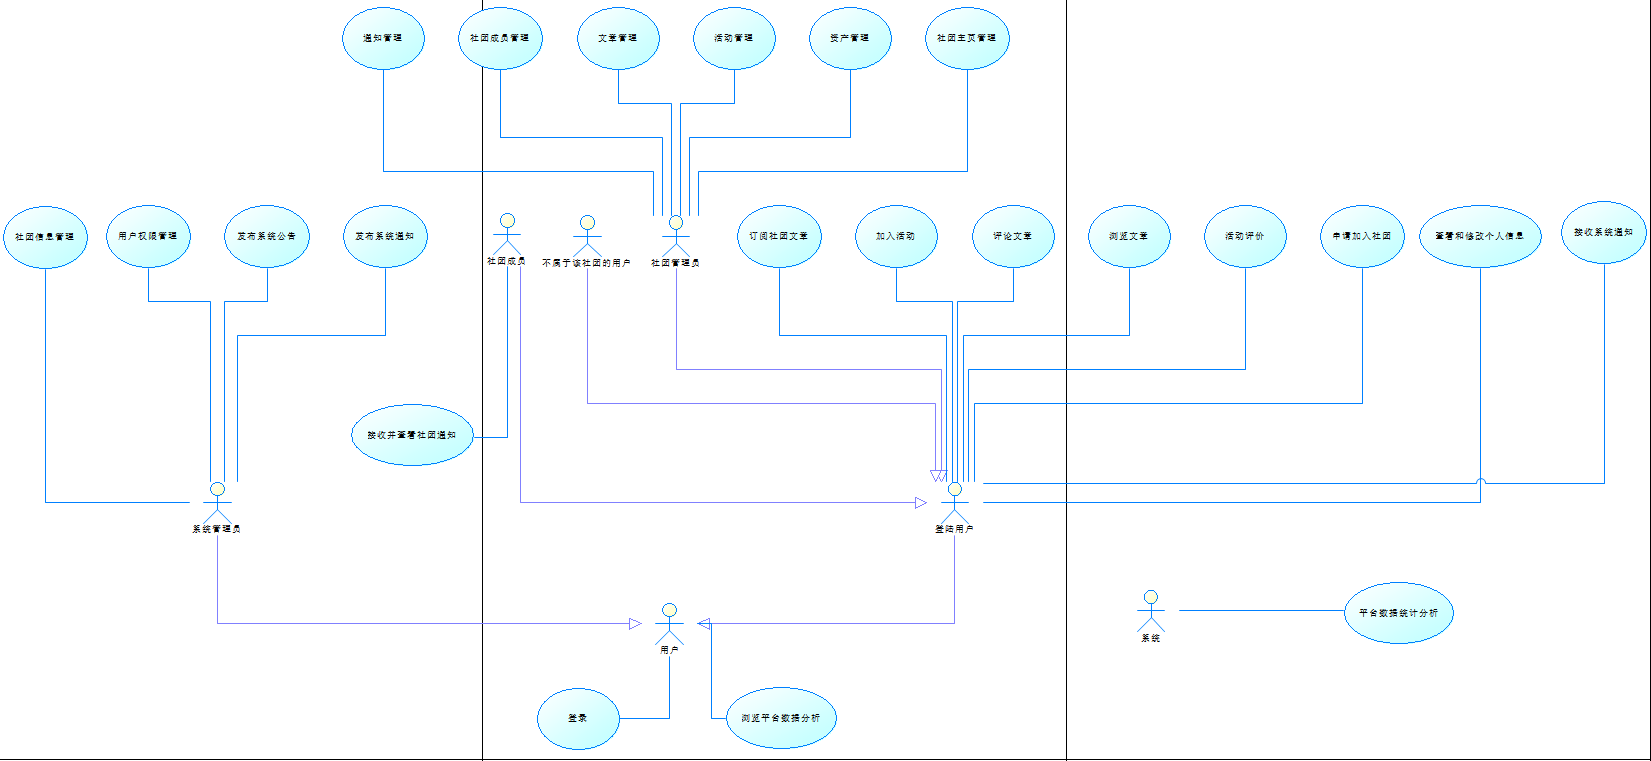 通知管理
社团成员管理
文章管理
活动管理
资产管理
社团主页管理
社团信息管理
用户权限管理
发布系统公告
发布系统通知
社团成员
不属于该社团的用户
社团管理员
订阅社团文章
加入活动
评论文章
浏览文章
活动评价
申请加入社团
查看和修改个人信息
接收系统通知
接收并查看社团通知
系统管理员
登陆用户
用户
系统
平台数据统计分析
登录
浏览平台数据分析